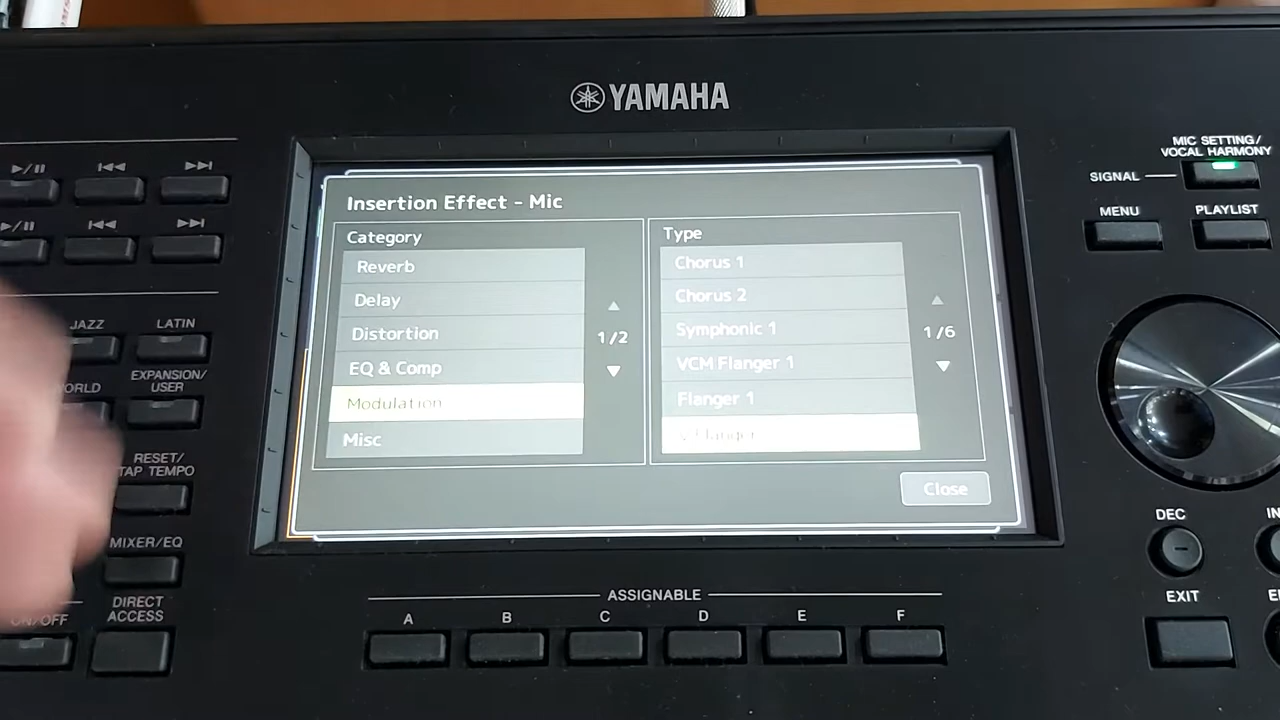 YAMAHA
MIC SETTING/
VOCAL HARMONY
SIGNAL
MENU
PLAYLIST
Insertion Effect - Mic
Category
Reverb
Delay
Distortion
EQ & Comp
Modulation
Misc
1/2
Type
Chorus 1
Chorus 2
Symphonic 1
VCM Flanger 1
Flanger 1
V Flanger
1/6
Close
JAZZ
LATIN
EXPANSION/
USER
RESET/
TAP TEMPO
MIXER/EQ
DIRECT
ACCESS
ON/OFF
ASSIGNABLE
A
B
C
D
E
F
DEC
EXIT